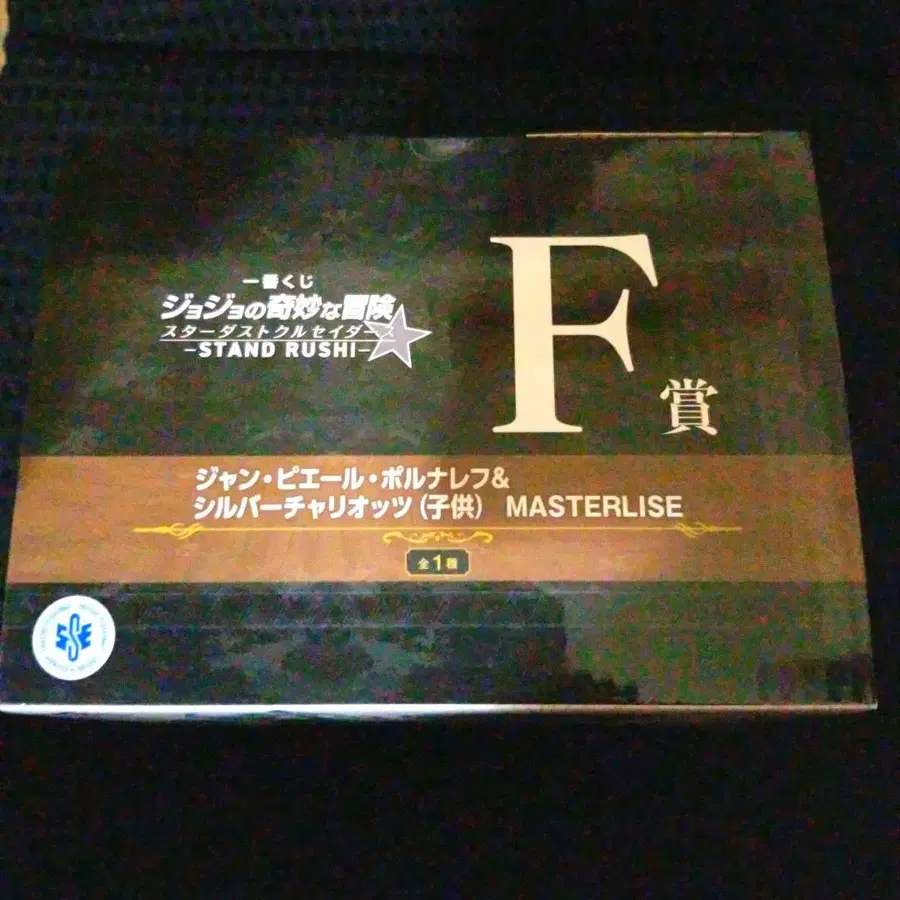 一番くじ
ジョジョの奇妙な冒険
スターダストクルセイダース
-STAND RUSH!-
F賞
ジャン・ピエール・ポルナレフ&
シルバーチャリオッツ(子供) MASTERLISE
全1種
SSE